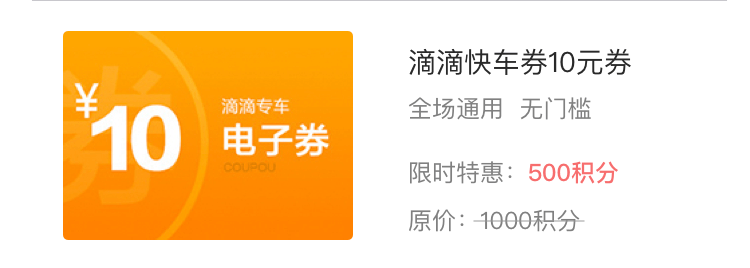 券
¥10
滴滴专车
电子券
COUPOU
滴滴快车券10元券
全场通用 无门槛
限时特惠：500积分
原价：1000积分